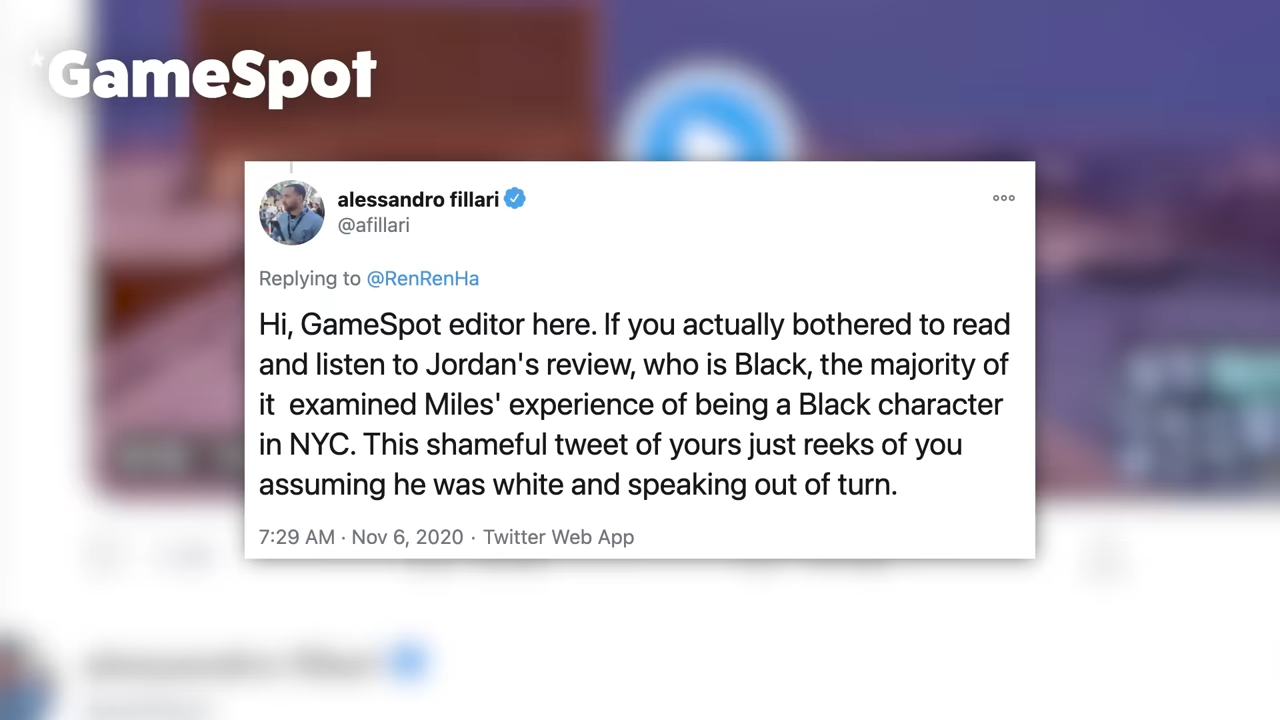 GameSpot
alessandro fillari
@afillari
Replying to @RenRenHa
Hi, GameSpot editor here. If you actually bothered to read
and listen to Jordan's review, who is Black, the majority of
it  examined Miles' experience of being a Black character
in NYC. This shameful tweet of yours just reeks of you
assuming he was white and speaking out of turn.
7:29 AM · Nov 6, 2020 · Twitter Web App